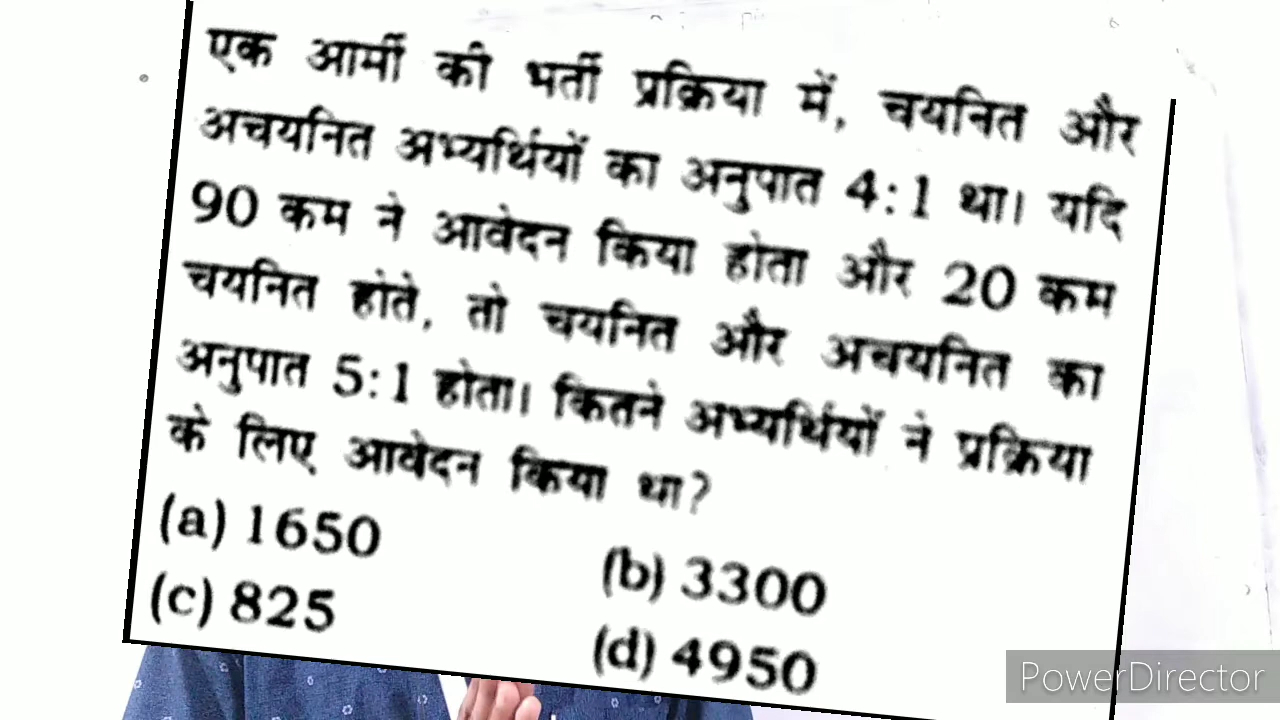 एक आर्मी की भर्ती प्रक्रिया में, चयनित और
अचयनित अभ्यर्थियों का अनुपात 4:1 था। यदि
90 कम ने आवेदन किया होता और 20 कम
चयनित होते, तो चयनित और अचयनित का
अनुपात 5:1 होता। कितने अभ्यर्थियों ने प्रक्रिया
के लिए आवेदन किया था?
(a) 1650
(b) 3300
(c) 825
(d) 4950
PowerDirector